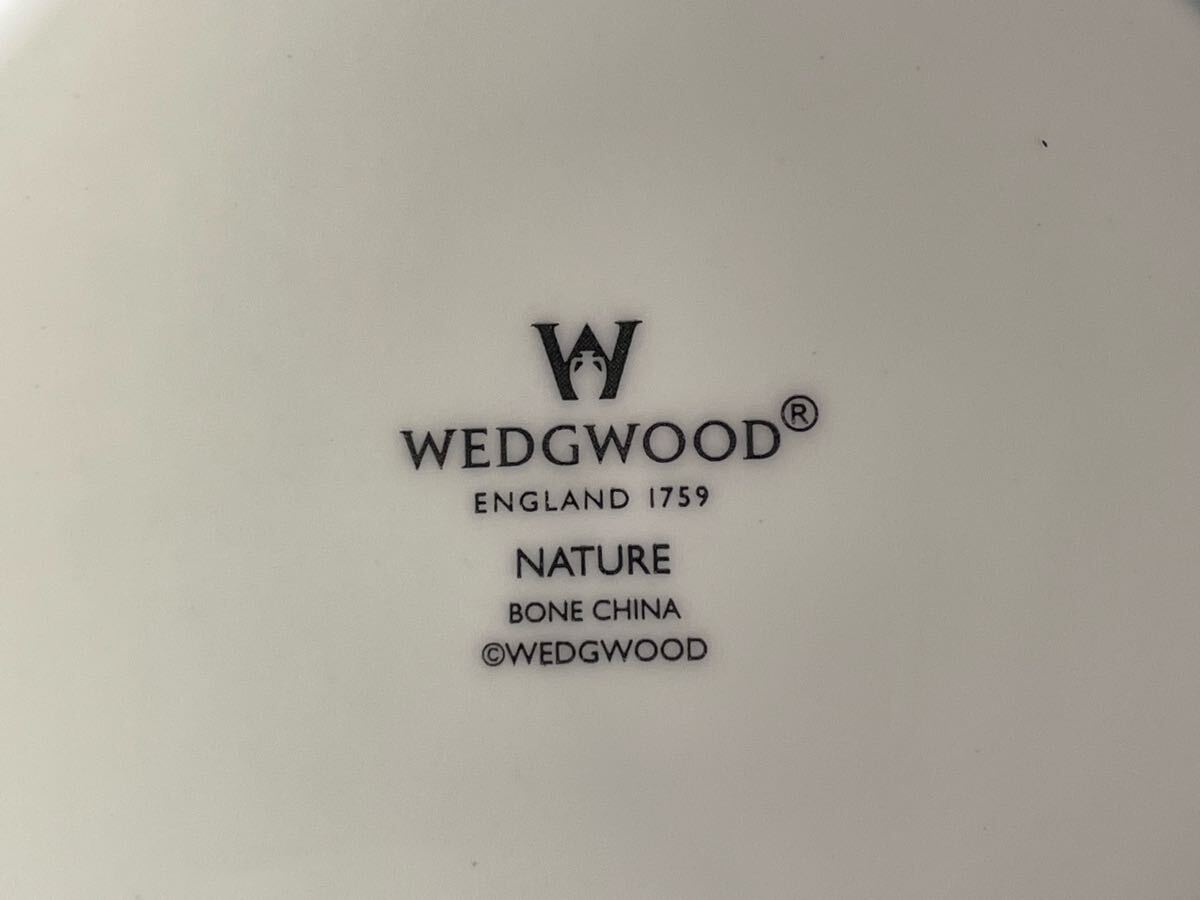 W
WEDGWOOD®
ENGLAND 1759
NATURE
BONE CHINA
©WEDGWOOD